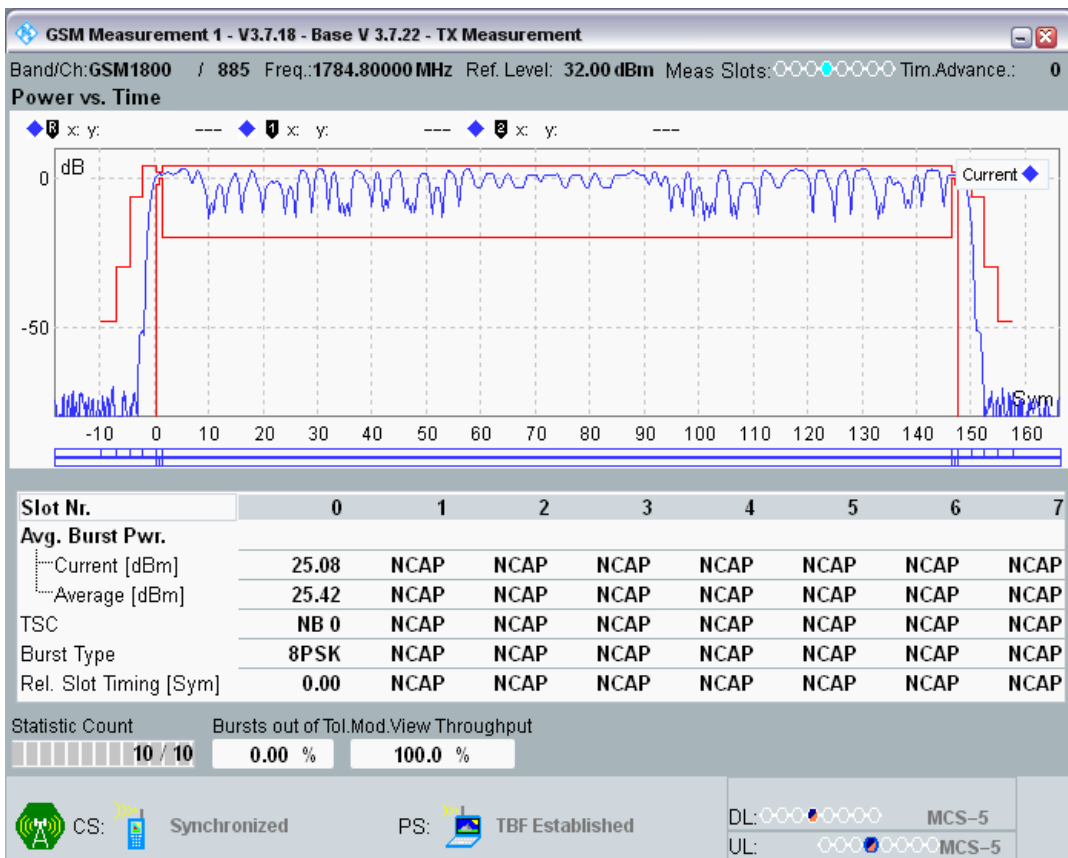 GSM Measurement 1 - V3.7.18 - Base V 3.7.22 - TX Measurement
Band/Ch:GSM1800 / 885 Freq.:1784.80000 MHz Ref. Level: 32.00 dBm Meas Slots: Tim.Advance.: 0
Power vs. Time
R x: y: --- 1 x: y: --- 2 x: y: ---
dB
Current
0
-50
Sym
-10 0 10 20 30 40 50 60 70 80 90 100 110 120 130 140 150 160
Slot Nr. 0 1 2 3 4 5 6 7
Avg. Burst Pwr.
Current [dBm] 25.08 NCAP NCAP NCAP NCAP NCAP NCAP NCAP
Average [dBm] 25.42 NCAP NCAP NCAP NCAP NCAP NCAP NCAP
TSC NB 0 NCAP NCAP NCAP NCAP NCAP NCAP NCAP
Burst Type 8PSK NCAP NCAP NCAP NCAP NCAP NCAP NCAP
Rel. Slot Timing [Sym] 0.00 NCAP NCAP NCAP NCAP NCAP NCAP NCAP
Statistic Count Bursts out of Tol.Mod.View Throughput
10 / 10 0.00 % 100.0 %
CS: Synchronized PS: TBF Established
DL: MCS-5
UL: MCS-5